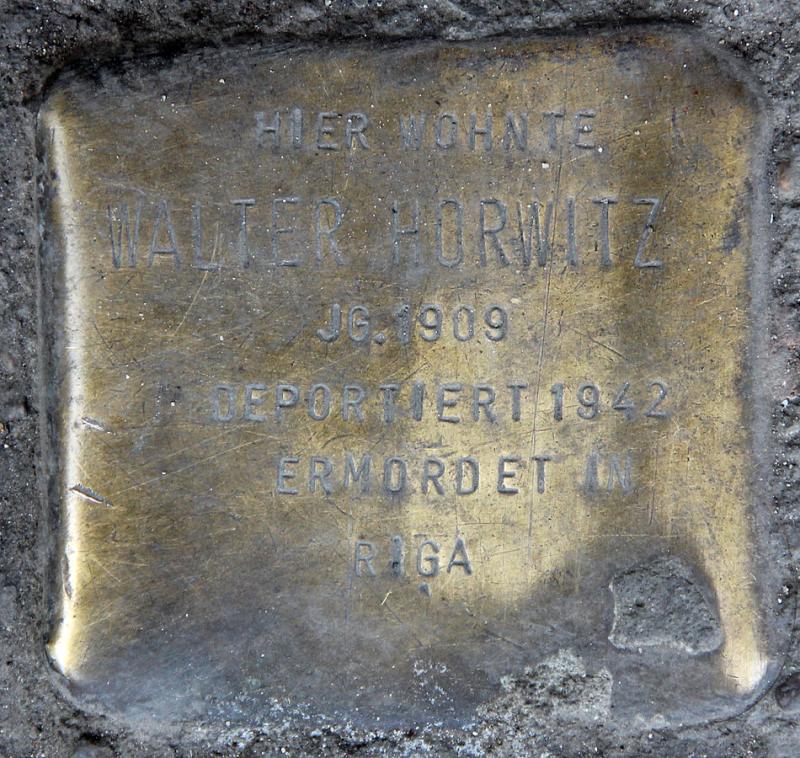 HIER WOHNTE
WALTER HORWITZ
JG. 1909
DEPORTIERT 1942
ERMORDET IN
RIGA